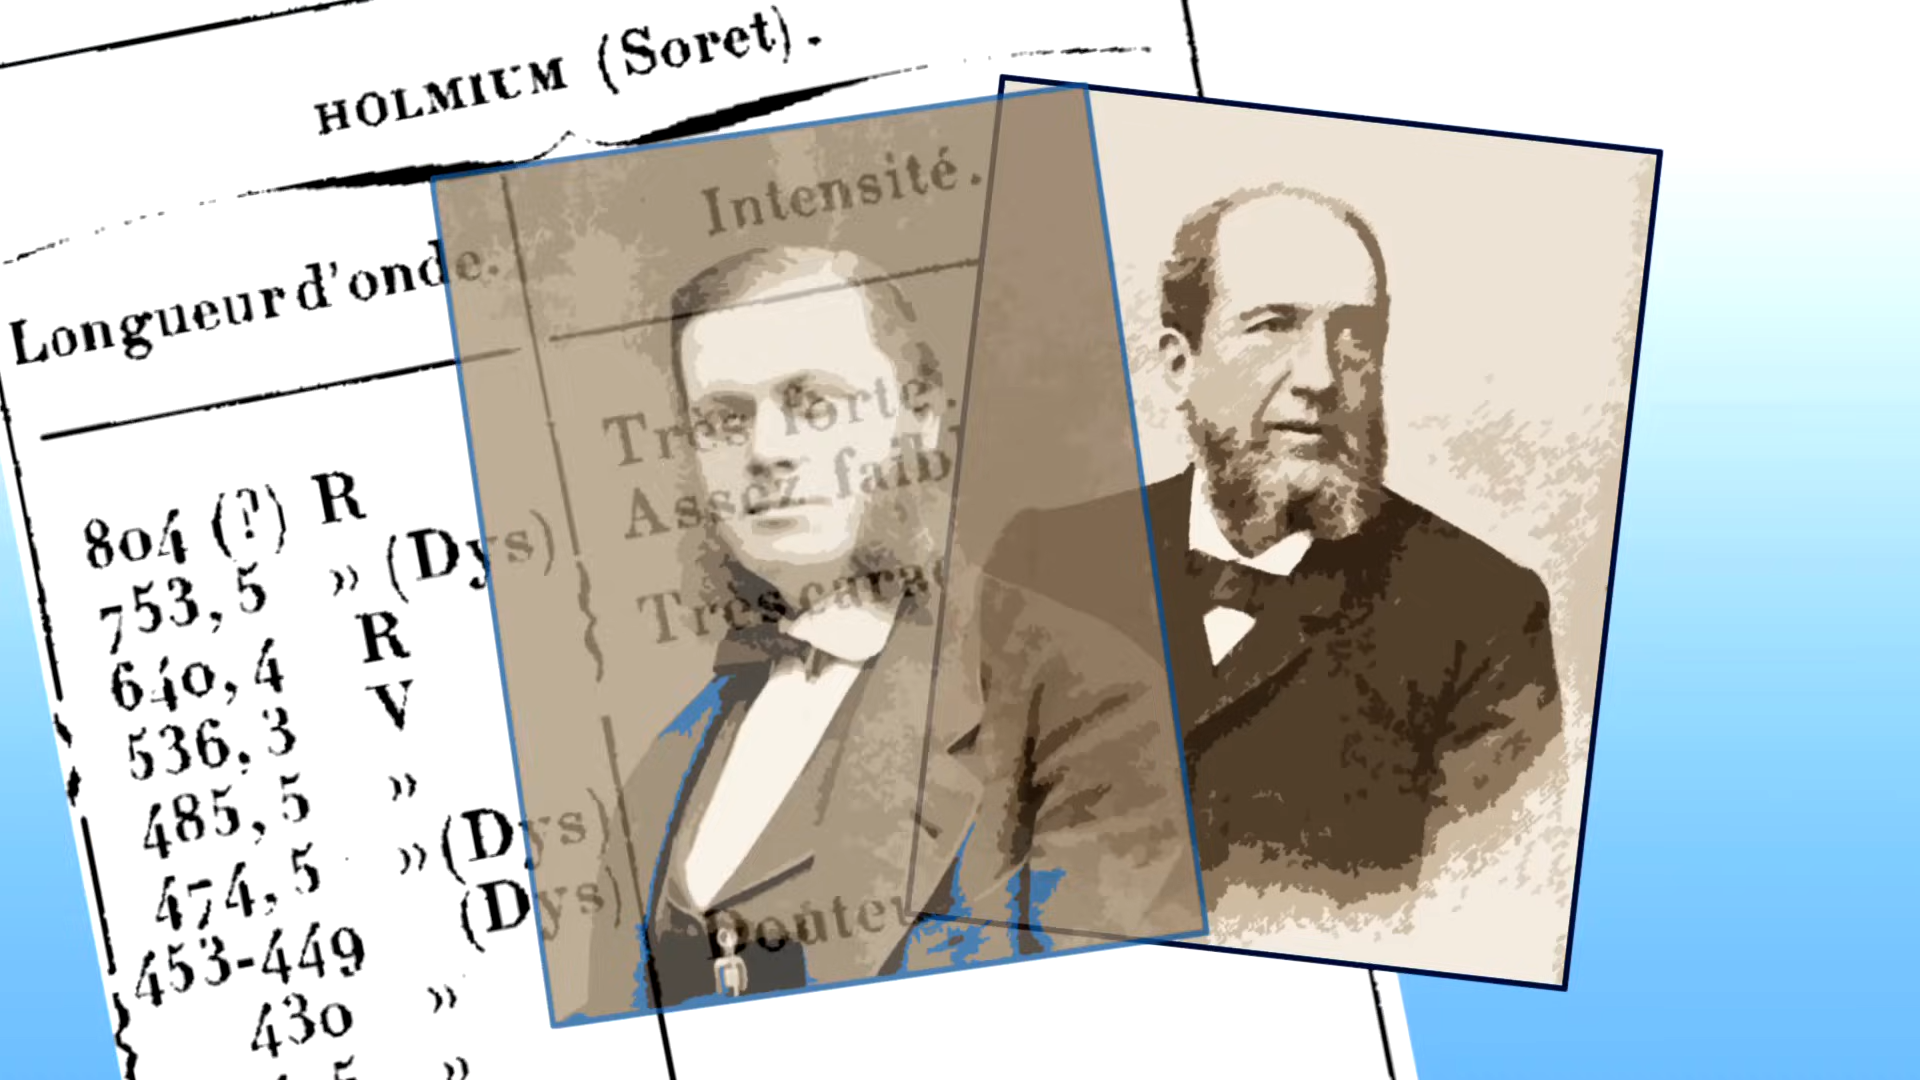 HOLMIUM (Soret).
Longueur d'onde. Intensité.
804 (?) R Très forte.
753,5 » (Dys) Assez faib
640,4 R Très carac
536,3 V
485,5 »
474,5 » (Dys)
453-449 (Dys) Douteu
430 »
»